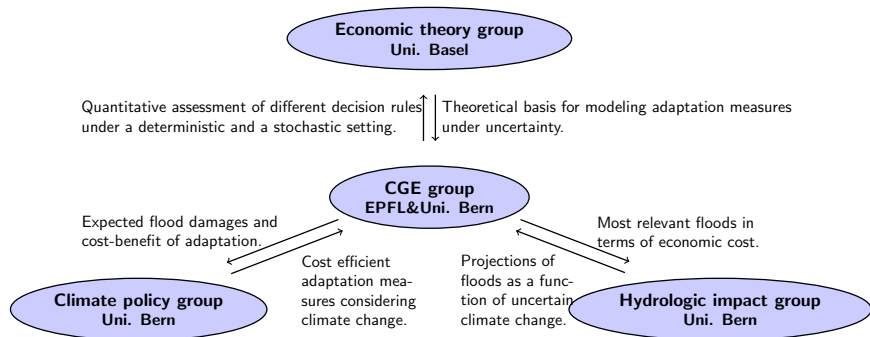 Economic theory group
Uni. Basel
Quantitative assessment of different decision rules
under a deterministic and a stochastic setting.
Theoretical basis for modeling adaptation measures
under uncertainty.
CGE group
EPFL&Uni. Bern
Expected flood damages and
cost-benefit of adaptation.
Most relevant floods in
terms of economic cost.
Cost efficient
adaptation mea-
sures considering
climate change.
Projections of
floods as a func-
tion of uncertain
climate change.
Climate policy group
Uni. Bern
Hydrologic impact group
Uni. Bern